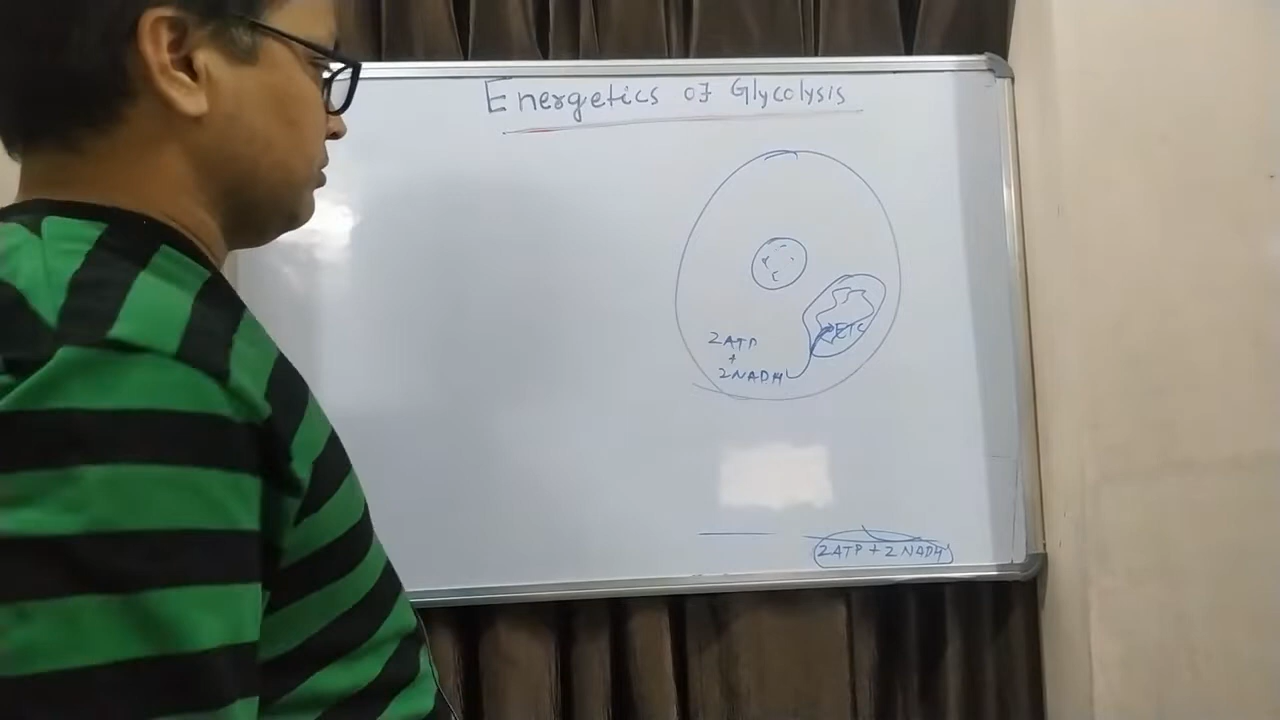 Energetics of Glycolysis
ETC
2ATP
+
2NADH
2ATP + 2NADH